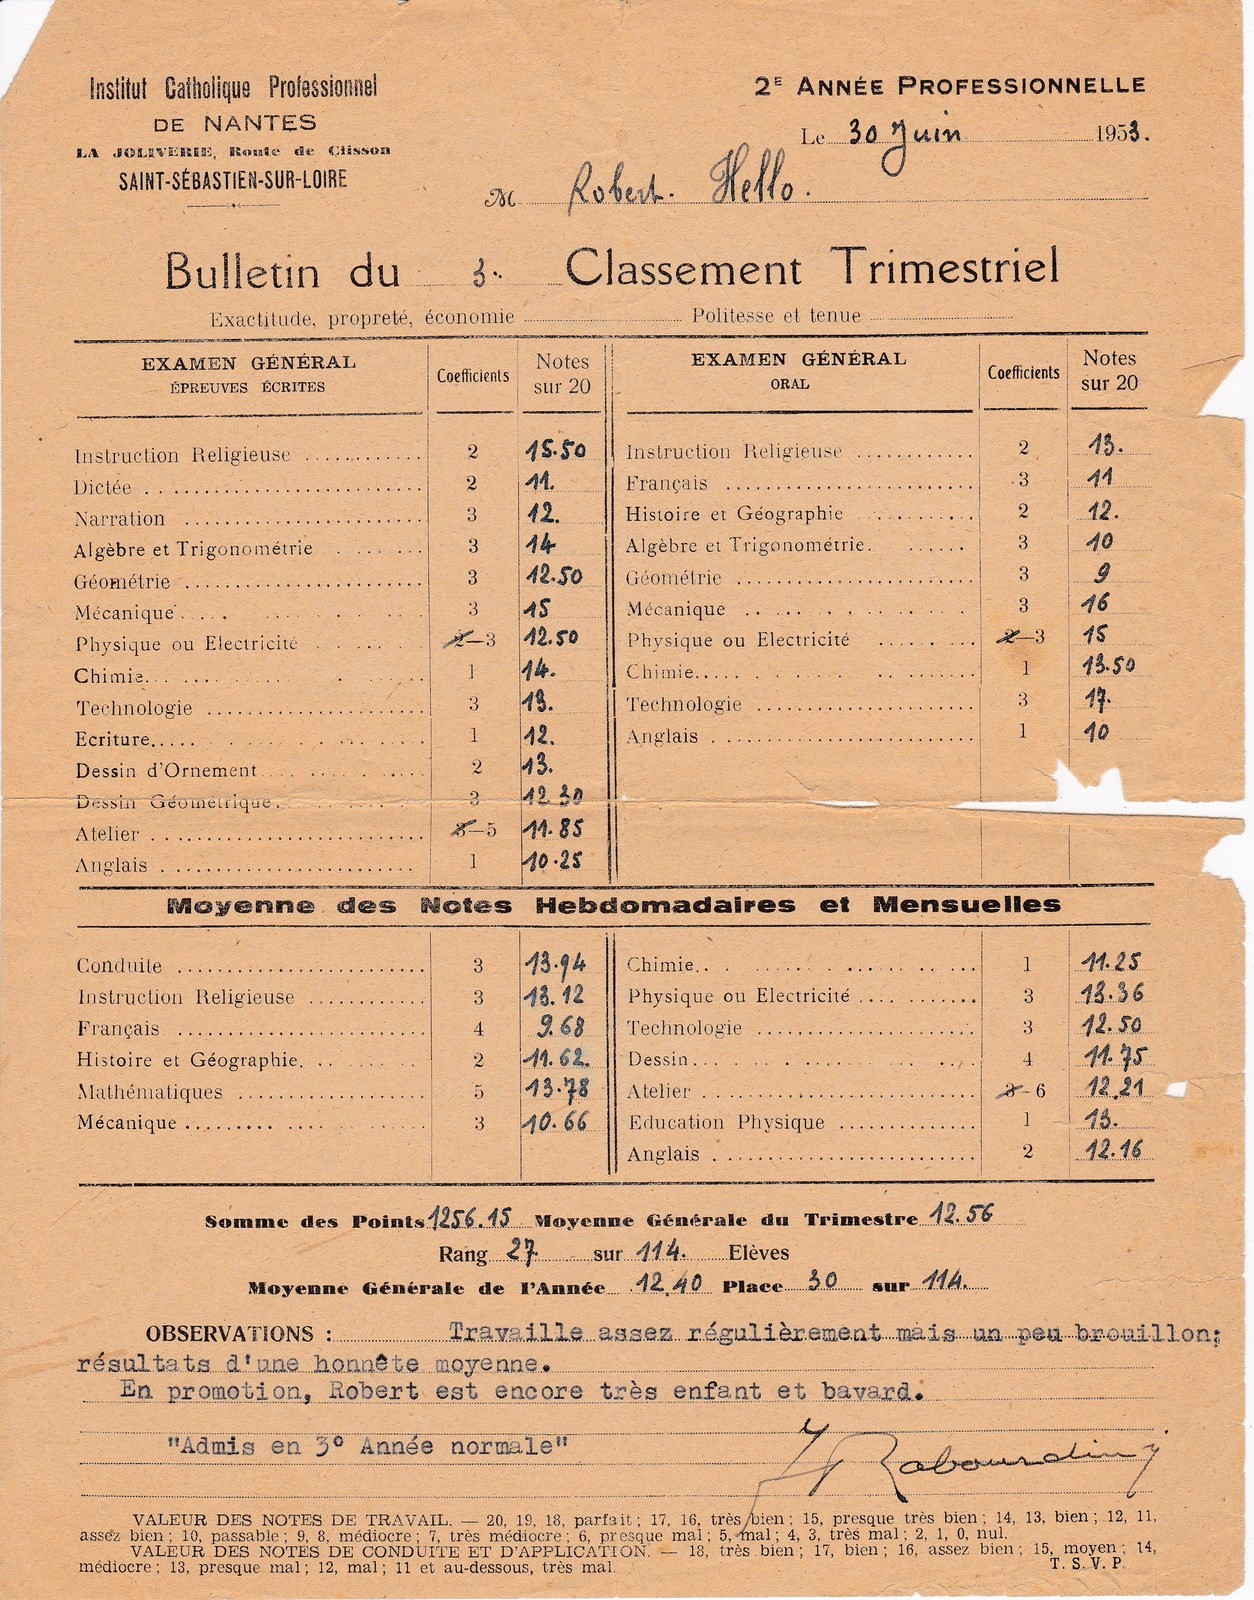 Institut Catholique Professionnel
DE NANTES
LA JOLIVERIE, Route de Clisson
SAINT-SÉBASTIEN-SUR-LOIRE
2E ANNÉE PROFESSIONNELLE
Le 30 Juin 1953.
M Robert. Hello.
Bulletin du 3. Classement Trimestriel
Exactitude, propreté, économie Politesse et tenue
EXAMEN GÉNÉRAL ÉPREUVES ÉCRITES Coefficients Notes sur 20
Instruction Religieuse 2 15.50
Dictée 2 11.
Narration 3 12.
Algèbre et Trigonométrie 3 14
Géométrie 3 12.50
Mécanique 3 15
Physique ou Electricité 2-3 12.50
Chimie 1 14.
Technologie 3 13.
Ecriture 1 12.
Dessin d'Ornement 2 13.
Dessin Géométrique 3 12.30
Atelier 3-5 11.85
Anglais 1 10.25
EXAMEN GÉNÉRAL ORAL Coefficients Notes sur 20
Instruction Religieuse 2 13.
Français 3 11
Histoire et Géographie 2 12.
Algèbre et Trigonométrie. 3 10
Géométrie 3 9
Mécanique 3 16
Physique ou Electricité 2-3 15
Chimie 1 13.50
Technologie 3 17.
Anglais 1 10
Moyenne des Notes Hebdomadaires et Mensuelles
Conduite 3 13.94
Instruction Religieuse 3 13.12
Français 4 9.68
Histoire et Géographie. 2 11.62.
Mathématiques 5 13.78
Mécanique 3 10.66
Chimie 1 11.25
Physique ou Electricité 3 13.36
Technologie 3 12.50
Dessin 4 11.75
Atelier 3-6 12.21
Education Physique 1 13.
Anglais 2 12.16
Somme des Points 1256.15 Moyenne Générale du Trimestre 12.56
Rang 27 sur 114. Elèves
Moyenne Générale de l'Année 12.40 Place 30 sur 114.
OBSERVATIONS : Travaille assez régulièrement mais un peu brouillon;
résultats d'une honnête moyenne.
En promotion, Robert est encore très enfant et bavard.
"Admis en 3° Année normale"
Rabourdin
VALEUR DES NOTES DE TRAVAIL. — 20, 19, 18, parfait ; 17, 16, très bien ; 15, presque très bien ; 14, 13, bien ; 12, 11,
assez bien ; 10, passable ; 9, 8, médiocre ; 7, très médiocre ; 6, presque mal ; 5, mal ; 4, 3, très mal ; 2, 1, 0, nul.
VALEUR DES NOTES DE CONDUITE ET D'APPLICATION. — 18, très bien ; 17, bien ; 16, assez bien ; 15, moyen ; 14,
médiocre ; 13, presque mal ; 12, mal ; 11 et au-dessous, très mal.
T. S. V. P.